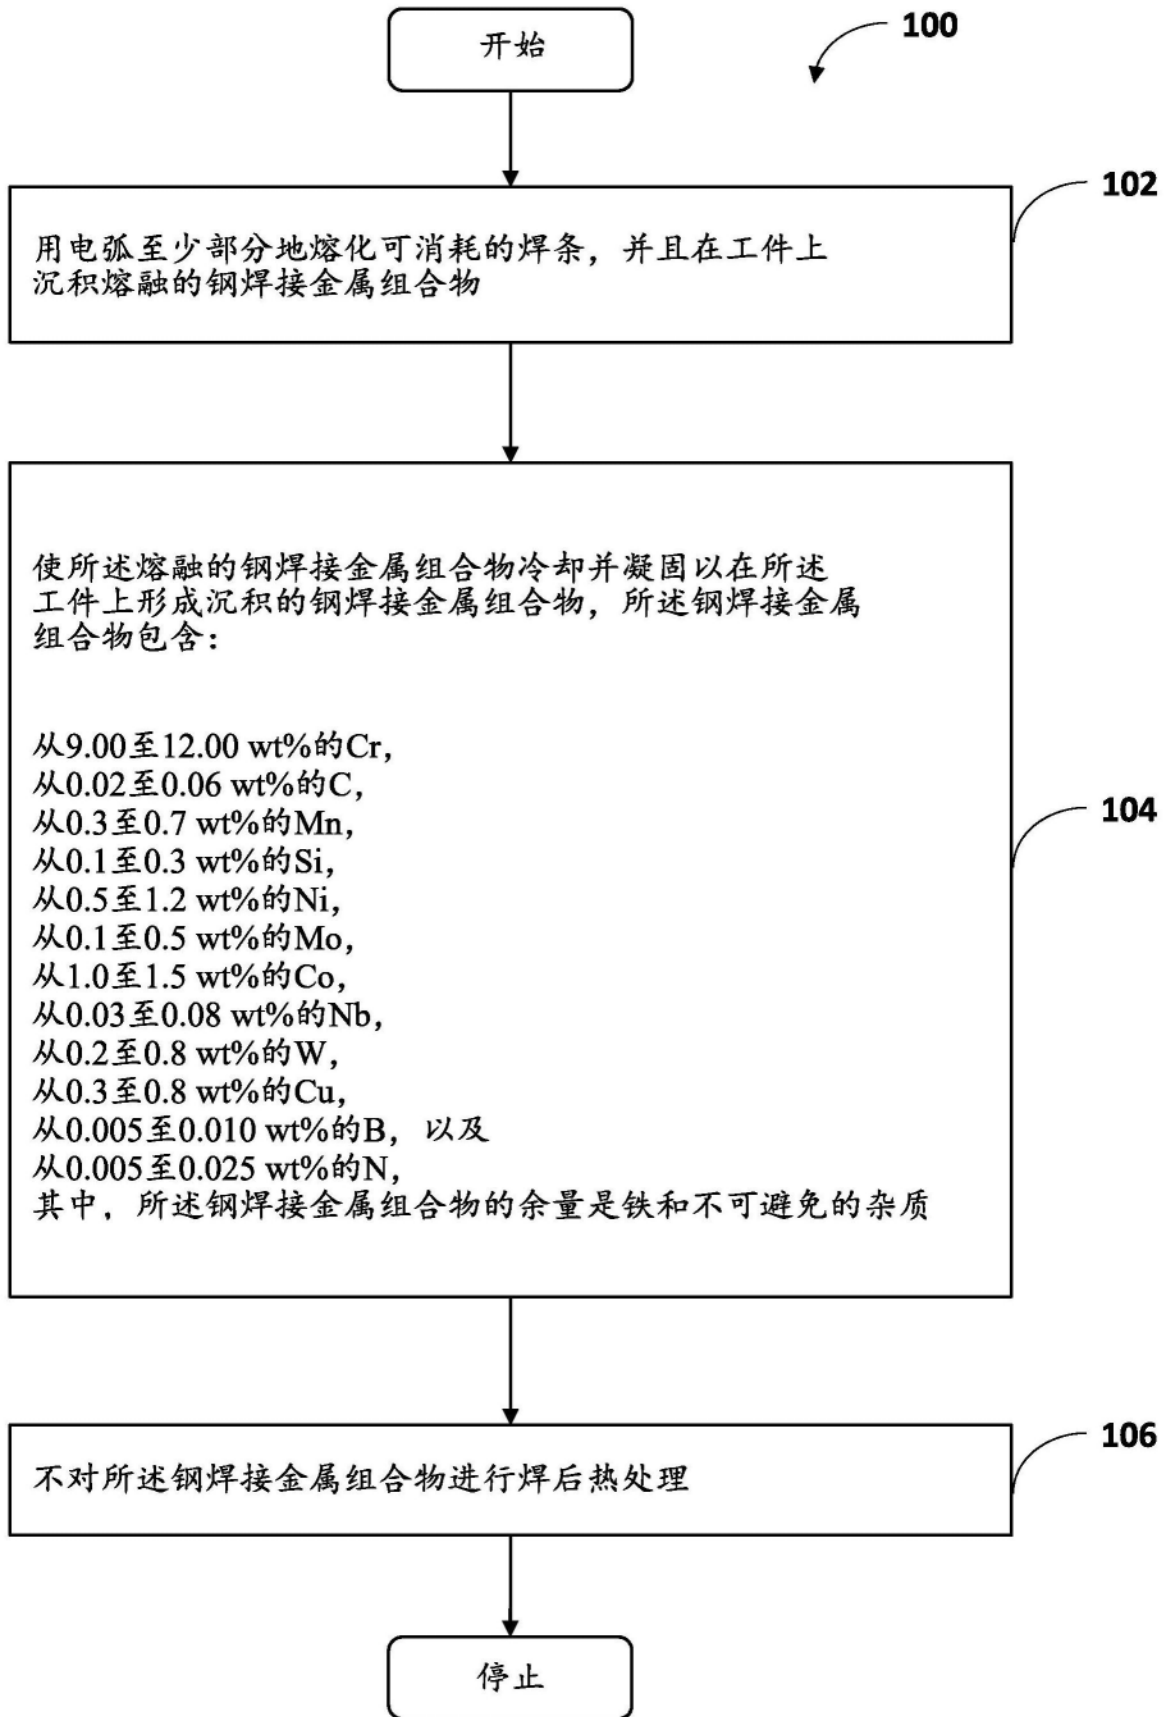 开始
100
102
用电弧至少部分地熔化可消耗的焊条，并且在工件上
沉积熔融的钢焊接金属组合物
使所述熔融的钢焊接金属组合物冷却并凝固以在所述
工件上形成沉积的钢焊接金属组合物，所述钢焊接金属
组合物包含：
从9.00至12.00 wt%的Cr，
从0.02至0.06 wt%的C，
从0.3至0.7 wt%的Mn，
从0.1至0.3 wt%的Si，
从0.5至1.2 wt%的Ni，
从0.1至0.5 wt%的Mo，
从1.0至1.5 wt%的Co，
从0.03至0.08 wt%的Nb，
从0.2至0.8 wt%的W，
从0.3至0.8 wt%的Cu，
从0.005至0.010 wt%的B，以及
从0.005至0.025 wt%的N，
其中，所述钢焊接金属组合物的余量是铁和不可避免的杂质
104
106
不对所述钢焊接金属组合物进行焊后热处理
停止